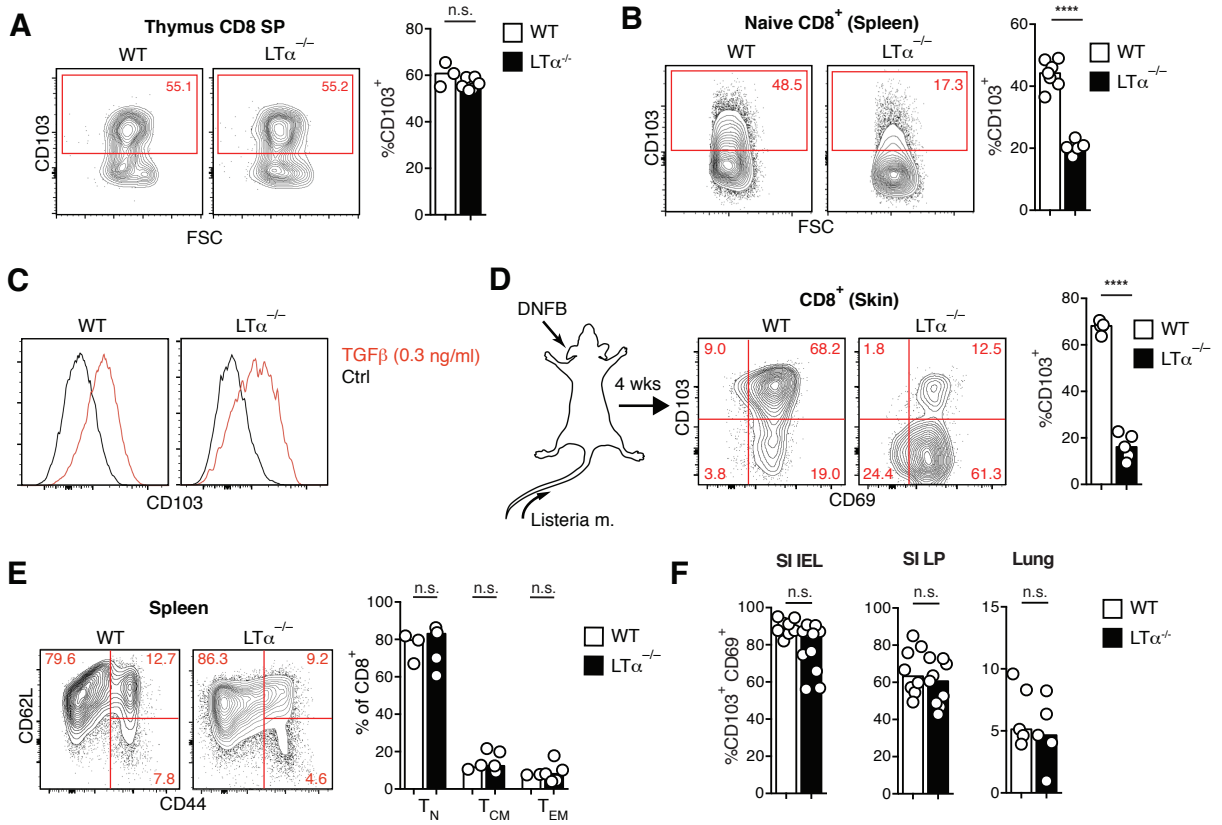 A
Thymus CD8 SP
WT
LTα⁻/⁻
55.1
55.2
CD103
FSC
n.s.
%CD103⁺
80
60
40
20
0
WT
LTα⁻/⁻
B
Naive CD8⁺ (Spleen)
WT
LTα⁻/⁻
48.5
17.3
CD103
FSC
****
%CD103⁺
60
40
20
0
WT
LTα⁻/⁻
C
WT
LTα⁻/⁻
CD103
TGFβ (0.3 ng/ml)
Ctrl
D
DNFB
4 wks
Listeria m.
CD8⁺ (Skin)
WT
LTα⁻/⁻
9.0
68.2
1.8
12.5
3.8
19.0
24.4
61.3
CD103
CD69
****
%CD103⁺
80
60
40
20
0
WT
LTα⁻/⁻
E
Spleen
WT
LTα⁻/⁻
79.6
12.7
86.3
9.2
7.8
4.6
CD62L
CD44
n.s.
n.s.
n.s.
% of CD8⁺
100
80
60
40
20
0
T_N
T_CM
T_EM
WT
LTα⁻/⁻
F
SI IEL
SI LP
Lung
n.s.
n.s.
n.s.
%CD103⁺ CD69⁺
100
80
60
40
20
0
100
80
60
40
20
0
15
10
5
0
WT
LTα⁻/⁻